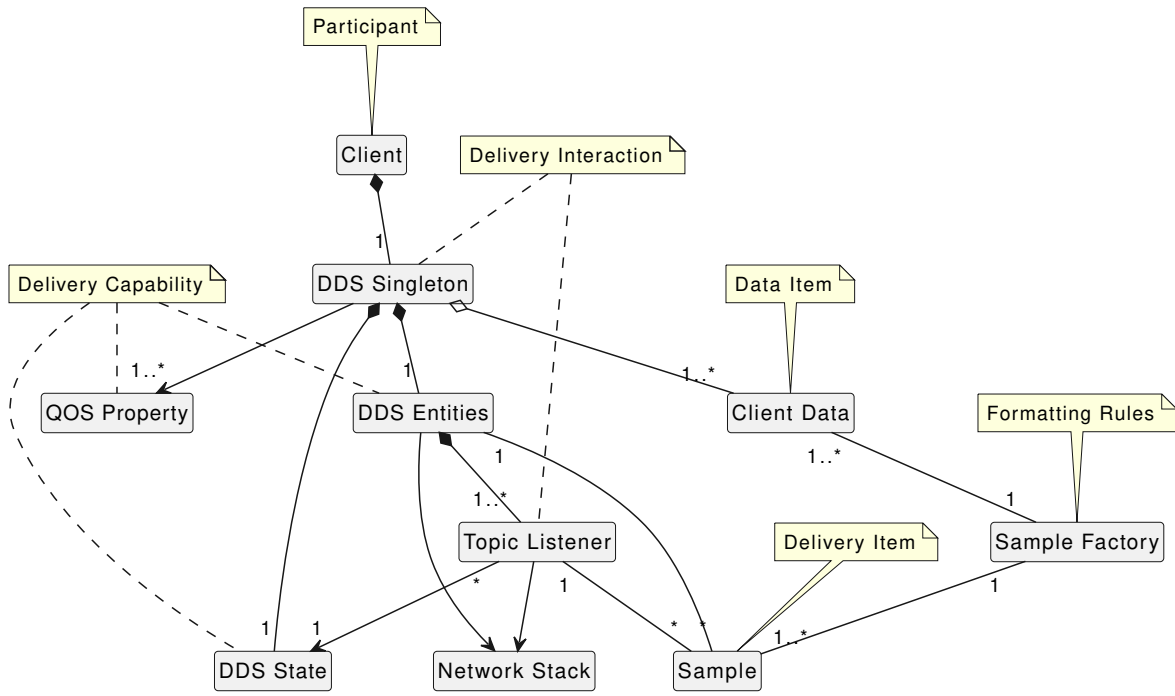 Participant
Client
Delivery Interaction
1
Delivery Capability
DDS Singleton
Data Item
1..*
1
1..*
QOS Property
DDS Entities
Client Data
Formatting Rules
1
1..*
1..*
1
Topic Listener
Delivery Item
Sample Factory
*
1
1
1
1
*
*
1..*
DDS State
Network Stack
Sample